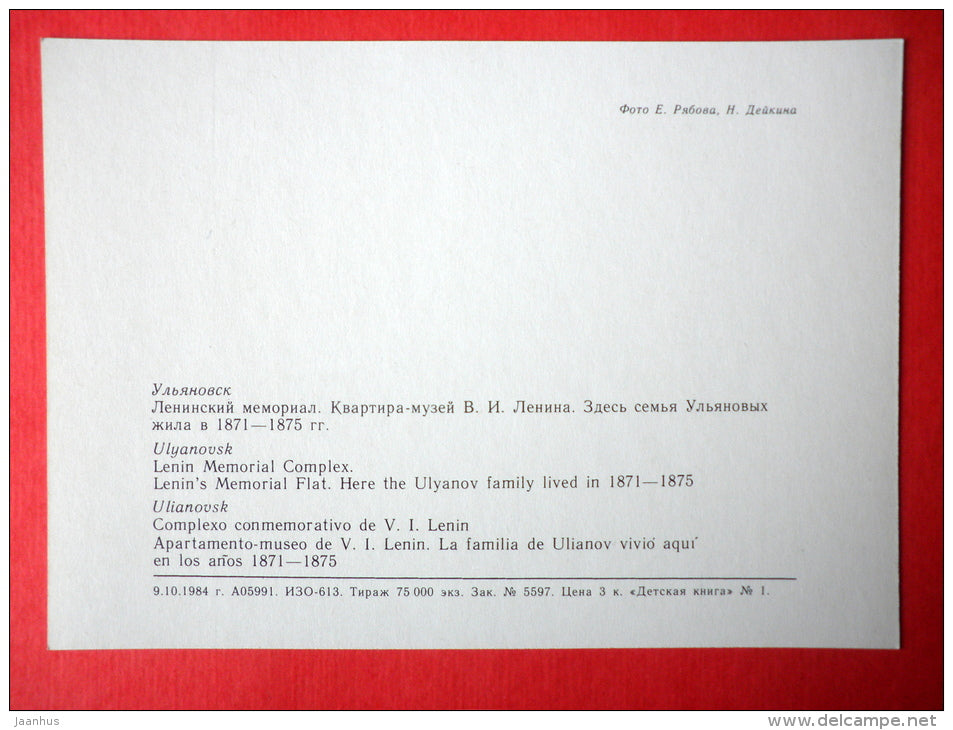 Фото Е. Рябова, Н. Дейкина
Ульяновск
Ленинский мемориал. Квартира-музей В. И. Ленина. Здесь семья Ульяновых
жила в 1871—1875 гг.
Ulyanovsk
Lenin Memorial Complex.
Lenin's Memorial Flat. Here the Ulyanov family lived in 1871—1875
Ulianovsk
Complexo conmemorativo de V. I. Lenin
Apartamento-museo de V. I. Lenin. La familia de Ulianov vivió aquí
en los años 1871—1875
9.10.1984 г. А05991. ИЗО-613. Тираж 75 000 экз. Зак. № 5597. Цена 3 к. «Детская книга» № 1.
jaanhus
www.delcampe.net